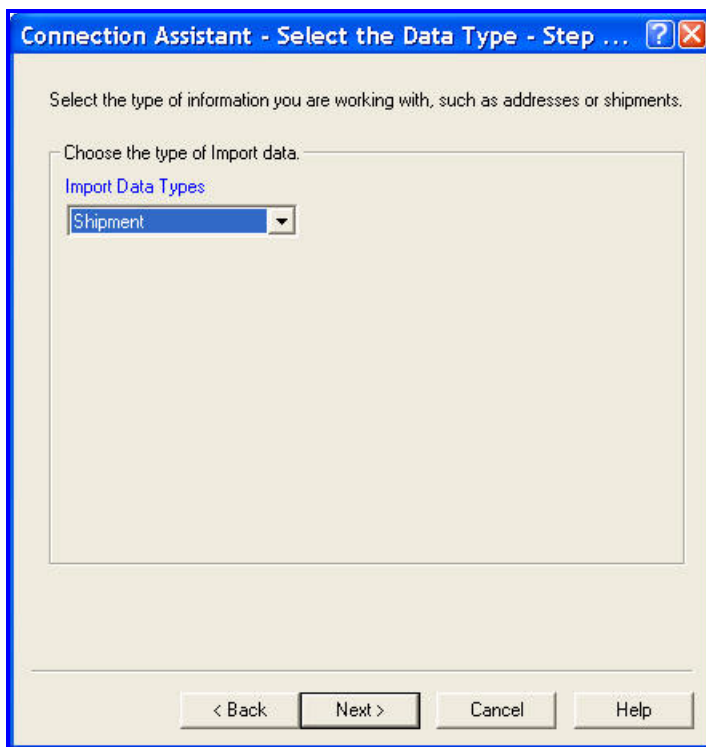 Connection Assistant - Select the Data Type - Step ...
Select the type of information you are working with, such as addresses or shipments.
Choose the type of Import data.
Import Data Types
Shipment
< Back Next > Cancel Help